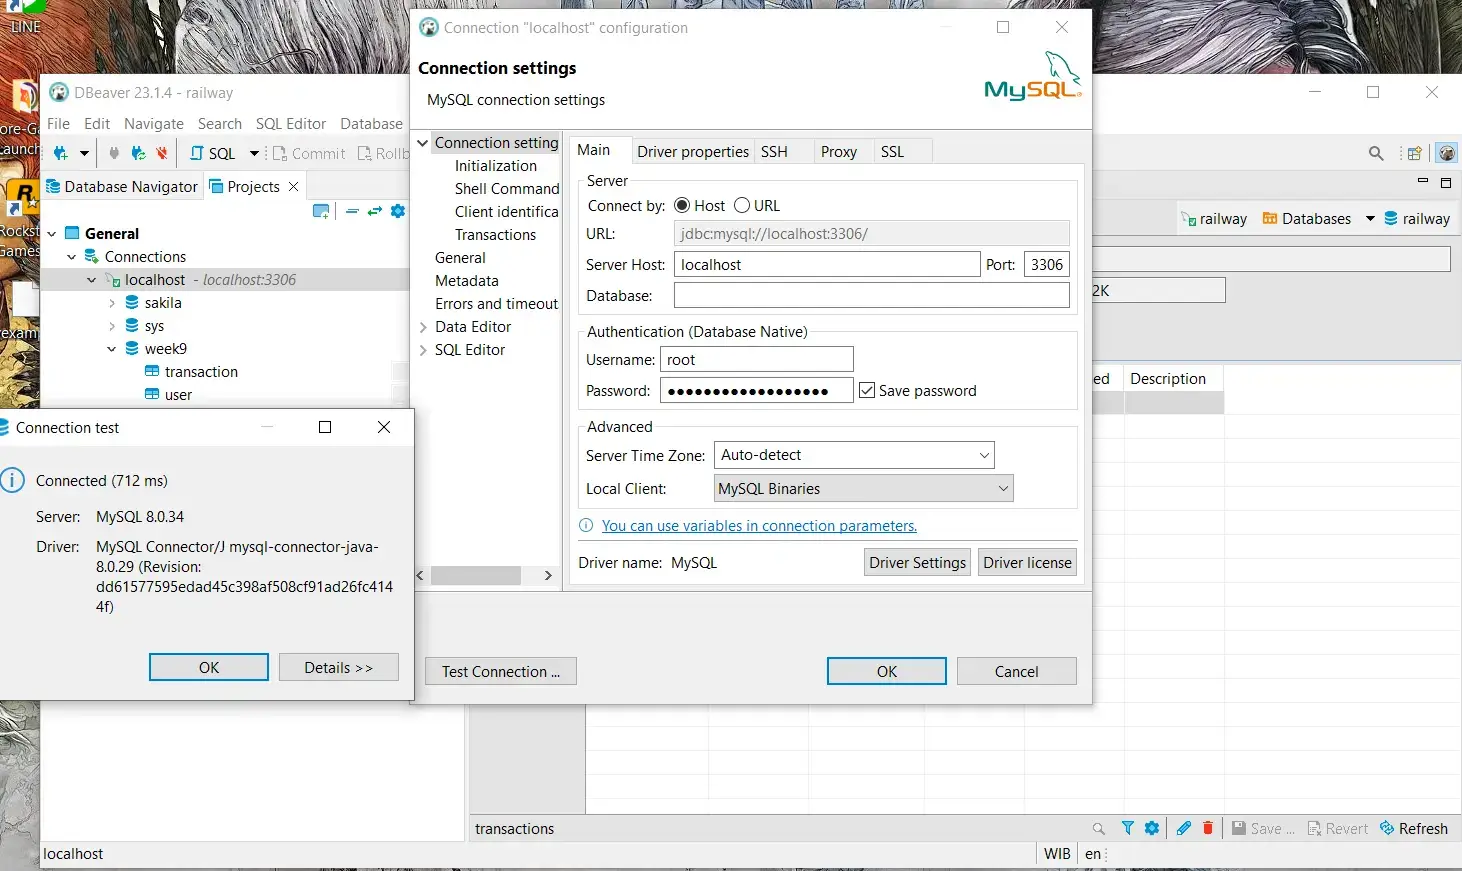 LINE
Connection "localhost" configuration
Connection settings
MySQL connection settings
MySQL
DBeaver 23.1.4 - railway
File Edit Navigate Search SQL Editor Database
SQL Commit Rollb
Database Navigator Projects
General
Connections
localhost - localhost:3306
sakila
sys
week9
transaction
user
Connection setting
Initialization
Shell Command
Client identifica
Transactions
General
Metadata
Errors and timeout
Data Editor
SQL Editor
Main Driver properties SSH Proxy SSL
Server
Connect by: Host URL
URL: jdbc:mysql://localhost:3306/
Server Host: localhost Port: 3306
Database:
Authentication (Database Native)
Username: root
Password: ●●●●●●●●●●●●●●●●●● Save password
Advanced
Server Time Zone: Auto-detect
Local Client: MySQL Binaries
You can use variables in connection parameters.
Driver name: MySQL Driver Settings Driver license
Test Connection ... OK Cancel
Connection test
Connected (712 ms)
Server: MySQL 8.0.34
Driver: MySQL Connector/J mysql-connector-java-
8.0.29 (Revision:
dd61577595edad45c398af508cf91ad26fc414
4f)
OK Details >>
railway Databases railway
2K
ed Description
ore-Ga
Launch
Rockst
Games
exam
transactions Save ... Revert Refresh
localhost WIB en